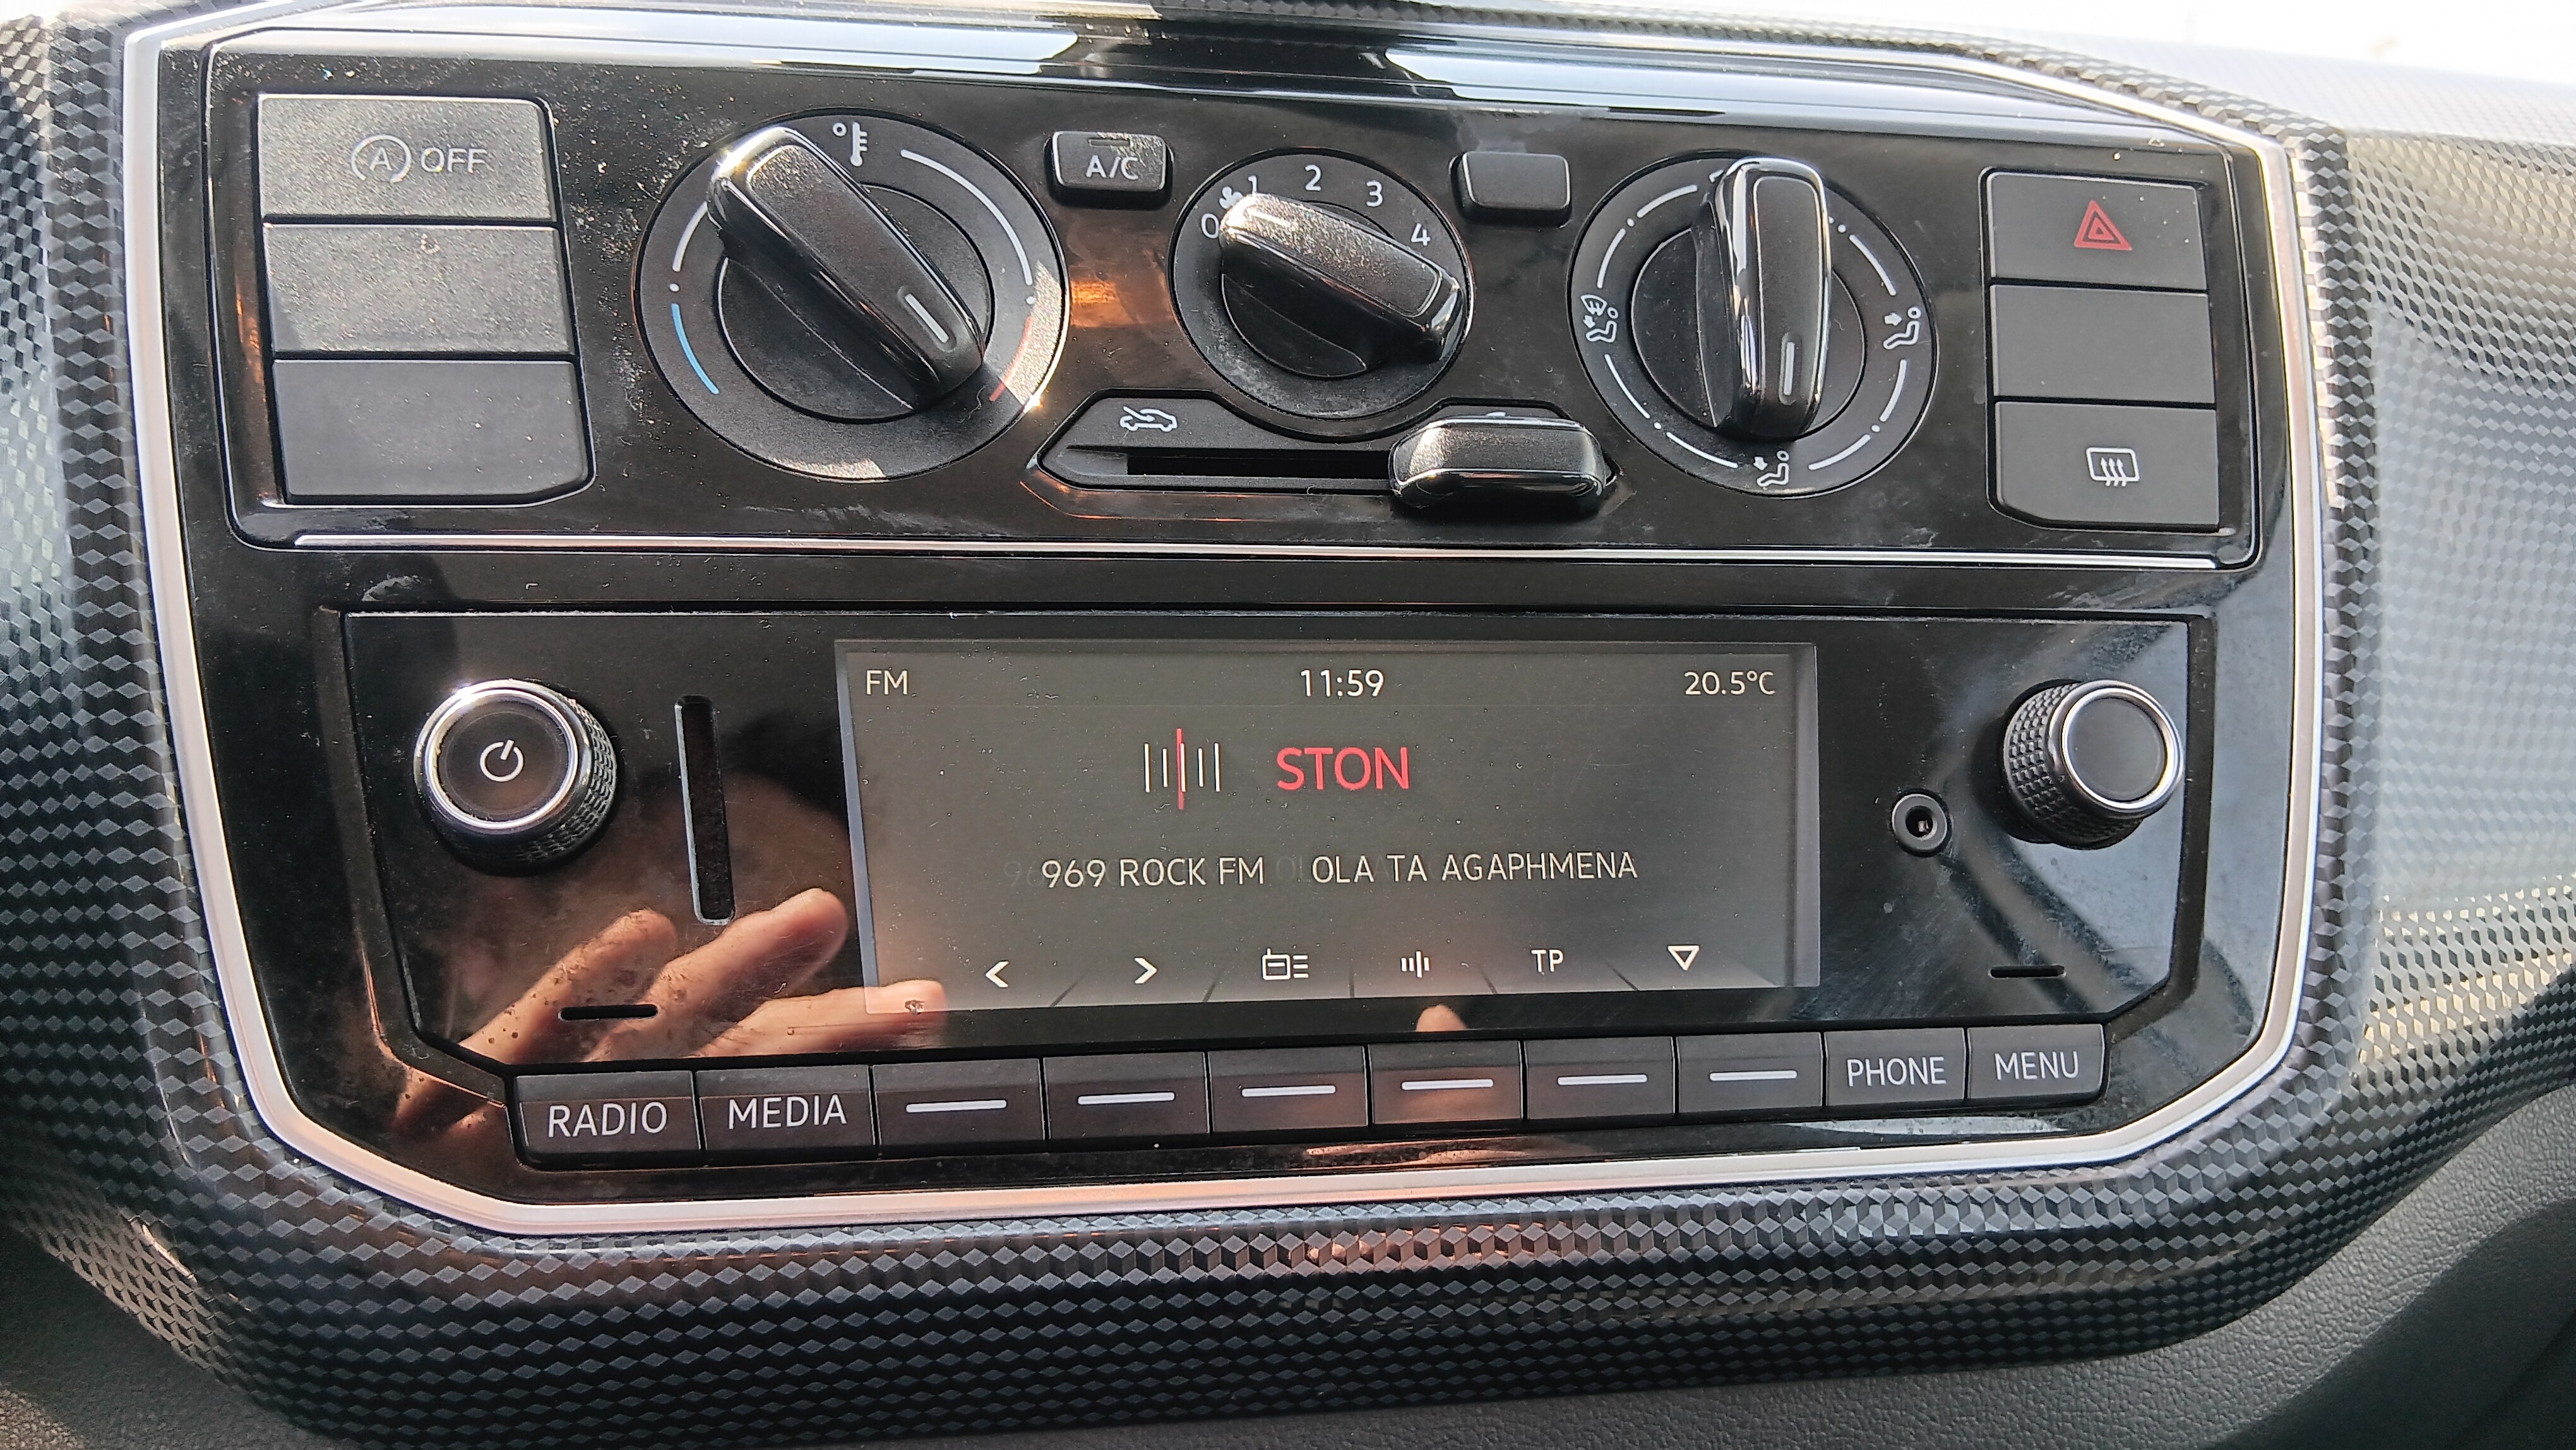 OFF
A/C
0 1 2 3 4
FM 11:59 20.5°C
STON
969 ROCK FM OLA TA AGAPHMENA
TP
RADIO MEDIA PHONE MENU